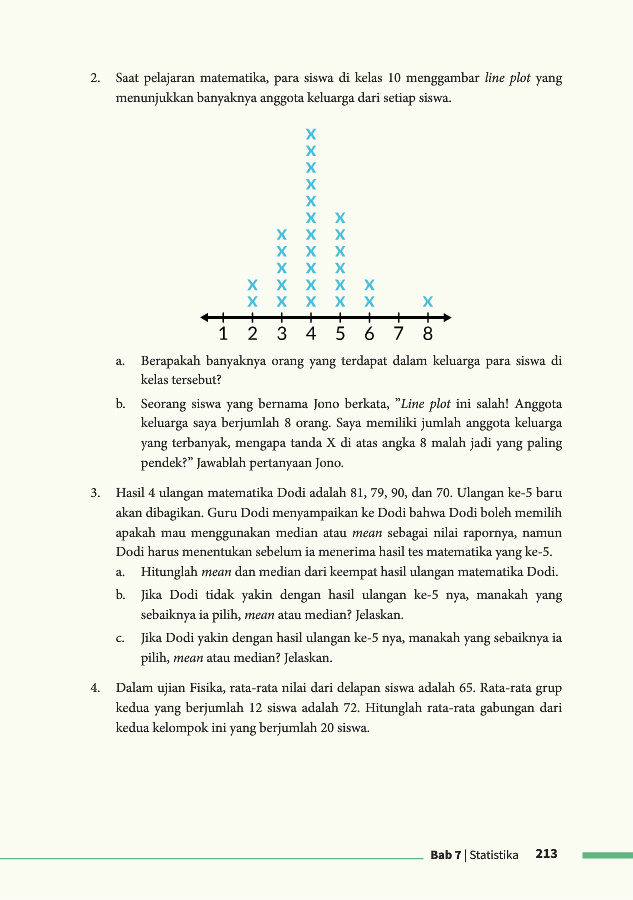 2. Saat pelajaran matematika, para siswa di kelas 10 menggambar line plot yang
menunjukkan banyaknya anggota keluarga dari setiap siswa.
X
X
X
X
X
X X
X X X
X X X
X X X
X X X X X
X X X X X X
1 2 3 4 5 6 7 8
a. Berapakah banyaknya orang yang terdapat dalam keluarga para siswa di
kelas tersebut?
b. Seorang siswa yang bernama Jono berkata, ”Line plot ini salah! Anggota
keluarga saya berjumlah 8 orang. Saya memiliki jumlah anggota keluarga
yang terbanyak, mengapa tanda X di atas angka 8 malah jadi yang paling
pendek?” Jawablah pertanyaan Jono.
3. Hasil 4 ulangan matematika Dodi adalah 81, 79, 90, dan 70. Ulangan ke-5 baru
akan dibagikan. Guru Dodi menyampaikan ke Dodi bahwa Dodi boleh memilih
apakah mau menggunakan median atau mean sebagai nilai rapornya, namun
Dodi harus menentukan sebelum ia menerima hasil tes matematika yang ke-5.
a. Hitunglah mean dan median dari keempat hasil ulangan matematika Dodi.
b. Jika Dodi tidak yakin dengan hasil ulangan ke-5 nya, manakah yang
sebaiknya ia pilih, mean atau median? Jelaskan.
c. Jika Dodi yakin dengan hasil ulangan ke-5 nya, manakah yang sebaiknya ia
pilih, mean atau median? Jelaskan.
4. Dalam ujian Fisika, rata-rata nilai dari delapan siswa adalah 65. Rata-rata grup
kedua yang berjumlah 12 siswa adalah 72. Hitunglah rata-rata gabungan dari
kedua kelompok ini yang berjumlah 20 siswa.
Bab 7 | Statistika 213